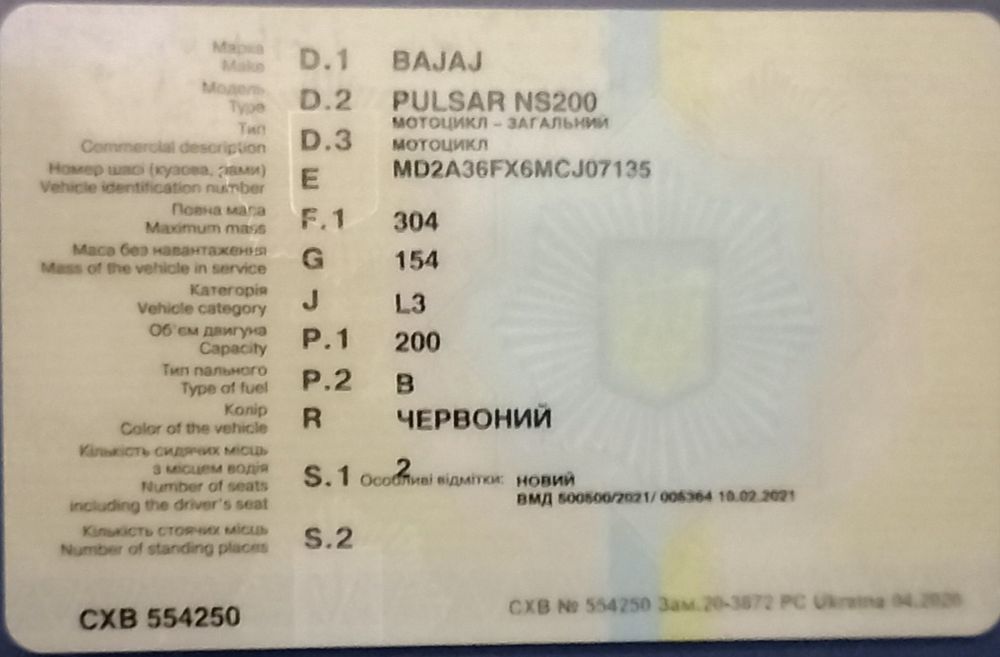 Марка
Make D.1 BAJAJ
Модель
Type D.2 PULSAR NS200
МОТОЦИКЛ – ЗАГАЛЬНИЙ
Тип
Commercial description D.3 МОТОЦИКЛ
Номер шасі (кузова, рами)
Vehicle identification number E MD2A36FX6MCJ07135
Повна маса
Maximum mass F.1 304
Маса без навантаження
Mass of the vehicle in service G 154
Категорія
Vehicle category J L3
Об'єм двигуна
Capacity P.1 200
Тип пального
Type of fuel P.2 B
Колір
Color of the vehicle R ЧЕРВОНИЙ
Кількість сидячих місць
з місцем водія 2
Number of seats S.1 Особливі відмітки: НОВИЙ
including the driver's seat ВМД 500500/2021/ 005364 10.02.2021
Кількість стоячих місць
Number of standing places S.2
СХВ 554250 СХВ № 554250 Зам.20-3872 РС Ukraina 04.2020